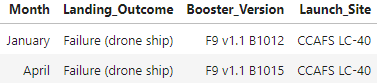 Month Landing_Outcome Booster_Version Launch_Site
January Failure (drone ship) F9 v1.1 B1012 CCAFS LC-40
April Failure (drone ship) F9 v1.1 B1015 CCAFS LC-40